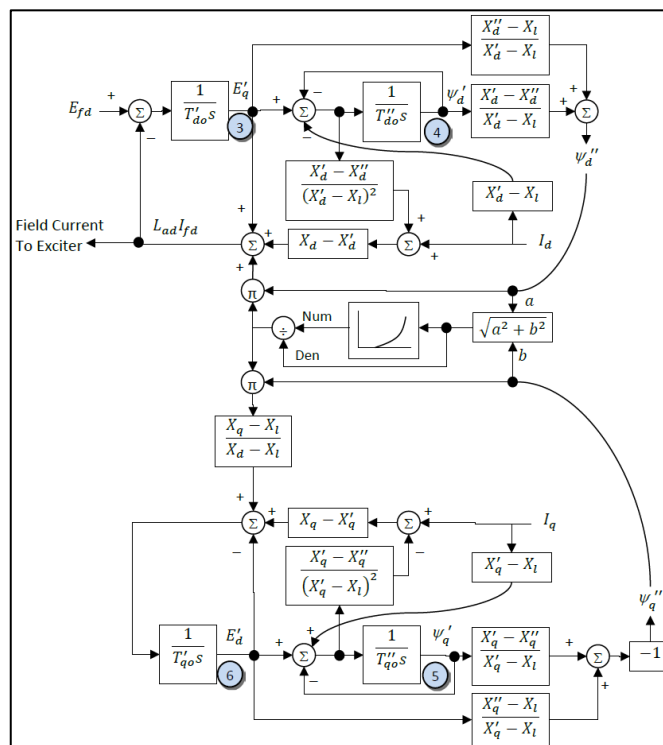 X''_d − X_l / X'_d − X_l
E_fd
+
Σ
−
1 / T'_do s
E'_q
3
+
Σ
−
−
1 / T''_do s
ψ'_d
4
X'_d − X''_d / X'_d − X_l
+
+
Σ
ψ''_d
X'_d − X''_d / (X'_d − X_l)^2
X'_d − X_l
Field Current
To Exciter
L_ad I_fd
+
Σ
+
+
X_d − X'_d
+
Σ
+
I_d
π
a
Num
÷
Den
√a^2 + b^2
b
π
X_q − X_l / X_d − X_l
+
Σ
+
−
X_q − X'_q
Σ
+
−
I_q
X'_q − X''_q / (X'_q − X_l)^2
X'_q − X_l
ψ''_q
1 / T'_qo s
E'_d
6
+
+
Σ
−
1 / T''_qo s
ψ'_q
5
X'_q − X''_q / X'_q − X_l
+
Σ
+
−1
X''_q − X_l / X'_q − X_l